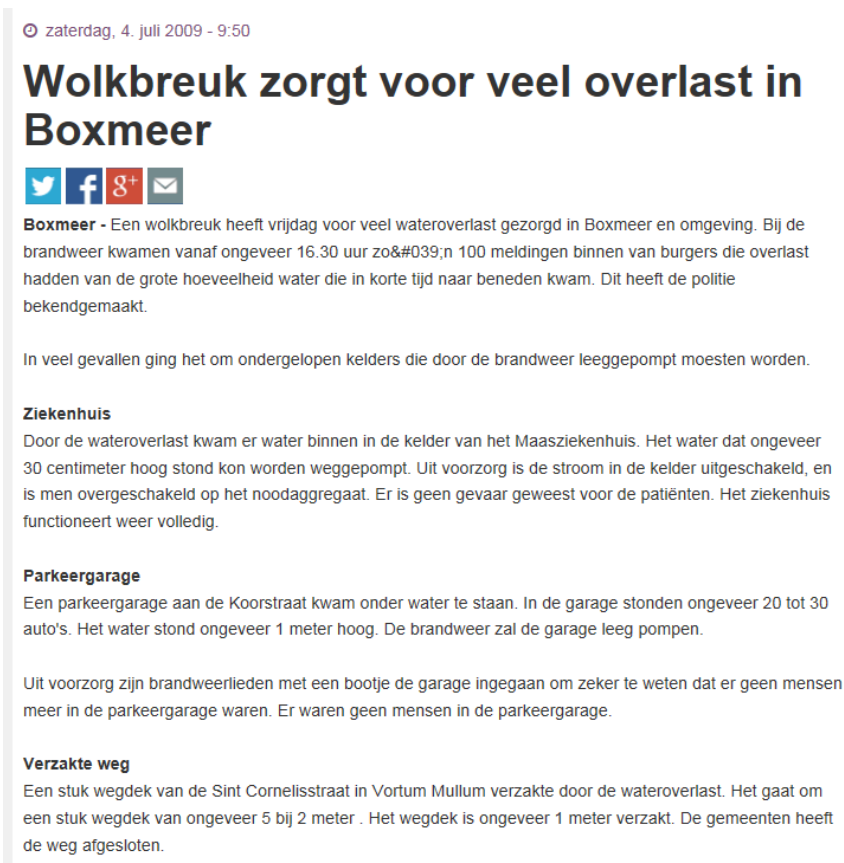 zaterdag, 4. juli 2009 - 9:50
Wolkbreuk zorgt voor veel overlast in
Boxmeer
f g+
Boxmeer - Een wolkbreuk heeft vrijdag voor veel wateroverlast gezorgd in Boxmeer en omgeving. Bij de
brandweer kwamen vanaf ongeveer 16.30 uur zo&#039;n 100 meldingen binnen van burgers die overlast
hadden van de grote hoeveelheid water die in korte tijd naar beneden kwam. Dit heeft de politie
bekendgemaakt.
In veel gevallen ging het om ondergelopen kelders die door de brandweer leeggepompt moesten worden.
Ziekenhuis
Door de wateroverlast kwam er water binnen in de kelder van het Maasziekenhuis. Het water dat ongeveer
30 centimeter hoog stond kon worden weggepompt. Uit voorzorg is de stroom in de kelder uitgeschakeld, en
is men overgeschakeld op het noodaggregaat. Er is geen gevaar geweest voor de patiënten. Het ziekenhuis
functioneert weer volledig.
Parkeergarage
Een parkeergarage aan de Koorstraat kwam onder water te staan. In de garage stonden ongeveer 20 tot 30
auto's. Het water stond ongeveer 1 meter hoog. De brandweer zal de garage leeg pompen.
Uit voorzorg zijn brandweerlieden met een bootje de garage ingegaan om zeker te weten dat er geen mensen
meer in de parkeergarage waren. Er waren geen mensen in de parkeergarage.
Verzakte weg
Een stuk wegdek van de Sint Cornelisstraat in Vortum Mullum verzakte door de wateroverlast. Het gaat om
een stuk wegdek van ongeveer 5 bij 2 meter . Het wegdek is ongeveer 1 meter verzakt. De gemeenten heeft
de weg afgesloten.